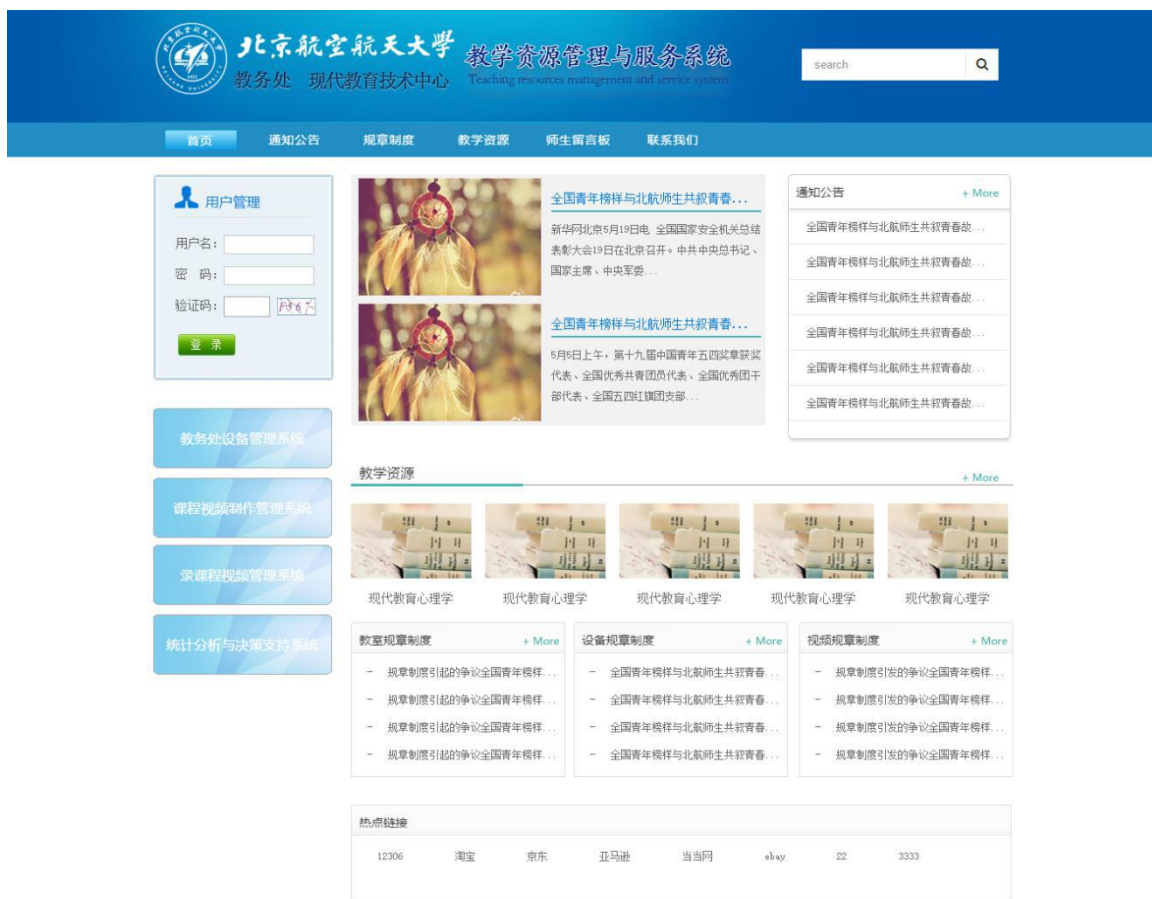 北京航空航天大學
教务处 现代教育技术中心
教学资源管理与服务系统
Teaching resources management and service system
search
首页 通知公告 规章制度 教学资源 师生留言板 联系我们
用户管理
用户名：
密 码：
验证码：
登 录
教务处设备管理系统
课程视频制作管理系统
录课程视频管理系统
统计分析与决策支持系统
全国青年榜样与北航师生共叙青春...
新华网北京5月19日电 全国国家安全机关总结
表彰大会19日在北京召开。中共中央总书记、
国家主席、中央军委...
全国青年榜样与北航师生共叙青春...
5月5日上午，第十九届中国青年五四奖章获奖
代表、全国优秀共青团员代表、全国优秀团干
部代表、全国五四红旗团支部...
通知公告 + More
全国青年榜样与北航师生共叙青春故...
全国青年榜样与北航师生共叙青春故...
全国青年榜样与北航师生共叙青春故...
全国青年榜样与北航师生共叙青春故...
全国青年榜样与北航师生共叙青春故...
全国青年榜样与北航师生共叙青春故...
教学资源 + More
现代教育心理学 现代教育心理学 现代教育心理学 现代教育心理学 现代教育心理学
教室规章制度 + More
- 规章制度引起的争议全国青年榜样...
- 规章制度引起的争议全国青年榜样...
- 规章制度引起的争议全国青年榜样...
- 规章制度引起的争议全国青年榜样...
设备规章制度 + More
- 全国青年榜样与北航师生共叙青春...
- 全国青年榜样与北航师生共叙青春...
- 全国青年榜样与北航师生共叙青春...
- 全国青年榜样与北航师生共叙青春...
视频规章制度 + More
- 规章制度引发的争议全国青年榜样...
- 规章制度引发的争议全国青年榜样...
- 规章制度引发的争议全国青年榜样...
- 规章制度引发的争议全国青年榜样...
热点链接
12306 淘宝 京东 亚马逊 当当网 ebay 22 3333